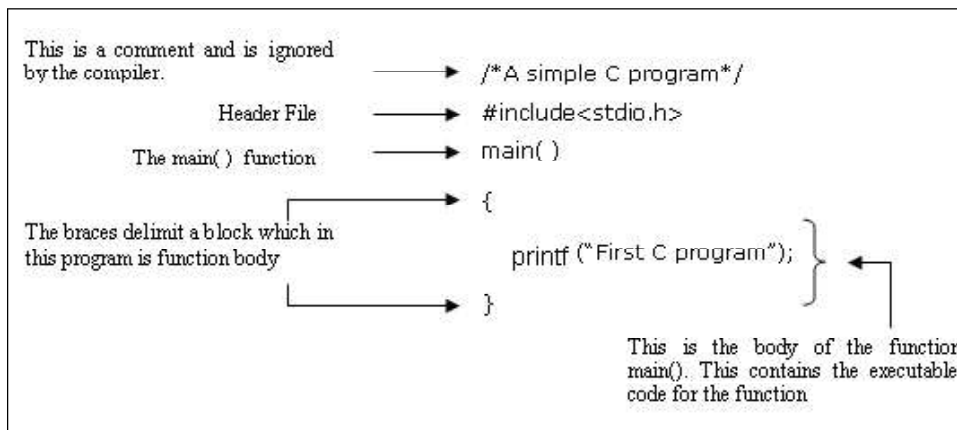 This is a comment and is ignored
by the compiler.
/*A simple C program*/
Header File
#include<stdio.h>
The main( ) function
main( )
{
The braces delimit a block which in
this program is function body
printf (“First C program”);
}
}
This is the body of the function
main(). This contains the executable
code for the function